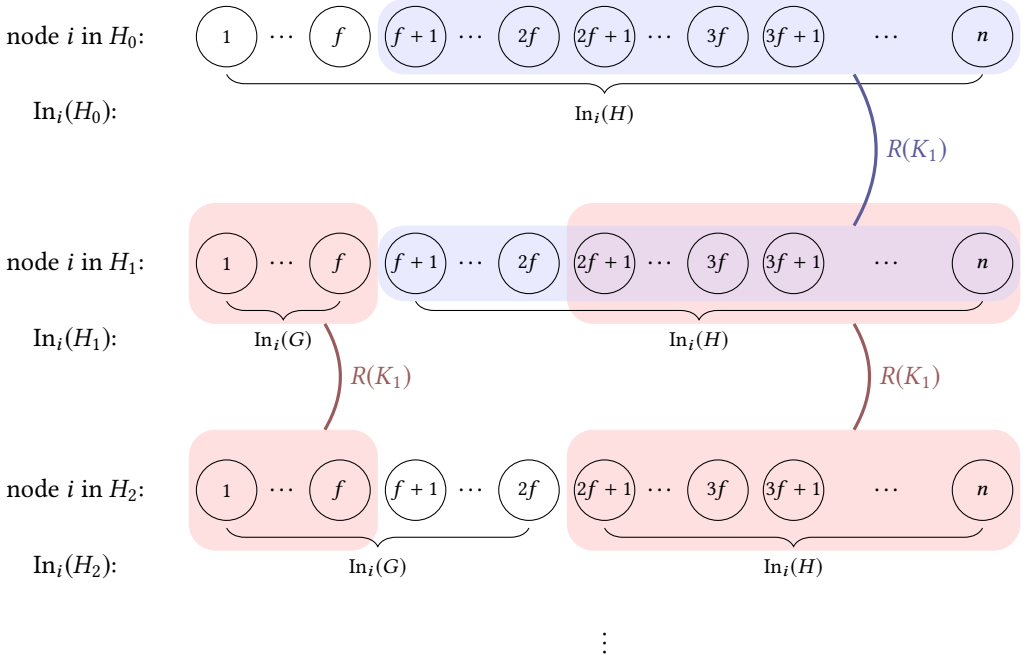 node i in H₀: 1 ⋯ f f + 1 ⋯ 2f 2f + 1 ⋯ 3f 3f + 1 ⋯ n
Inᵢ(H₀): Inᵢ(H)
R(K₁)
node i in H₁: 1 ⋯ f f + 1 ⋯ 2f 2f + 1 ⋯ 3f 3f + 1 ⋯ n
Inᵢ(H₁): Inᵢ(G) Inᵢ(H)
R(K₁) R(K₁)
node i in H₂: 1 ⋯ f f + 1 ⋯ 2f 2f + 1 ⋯ 3f 3f + 1 ⋯ n
Inᵢ(H₂): Inᵢ(G) Inᵢ(H)
⋮